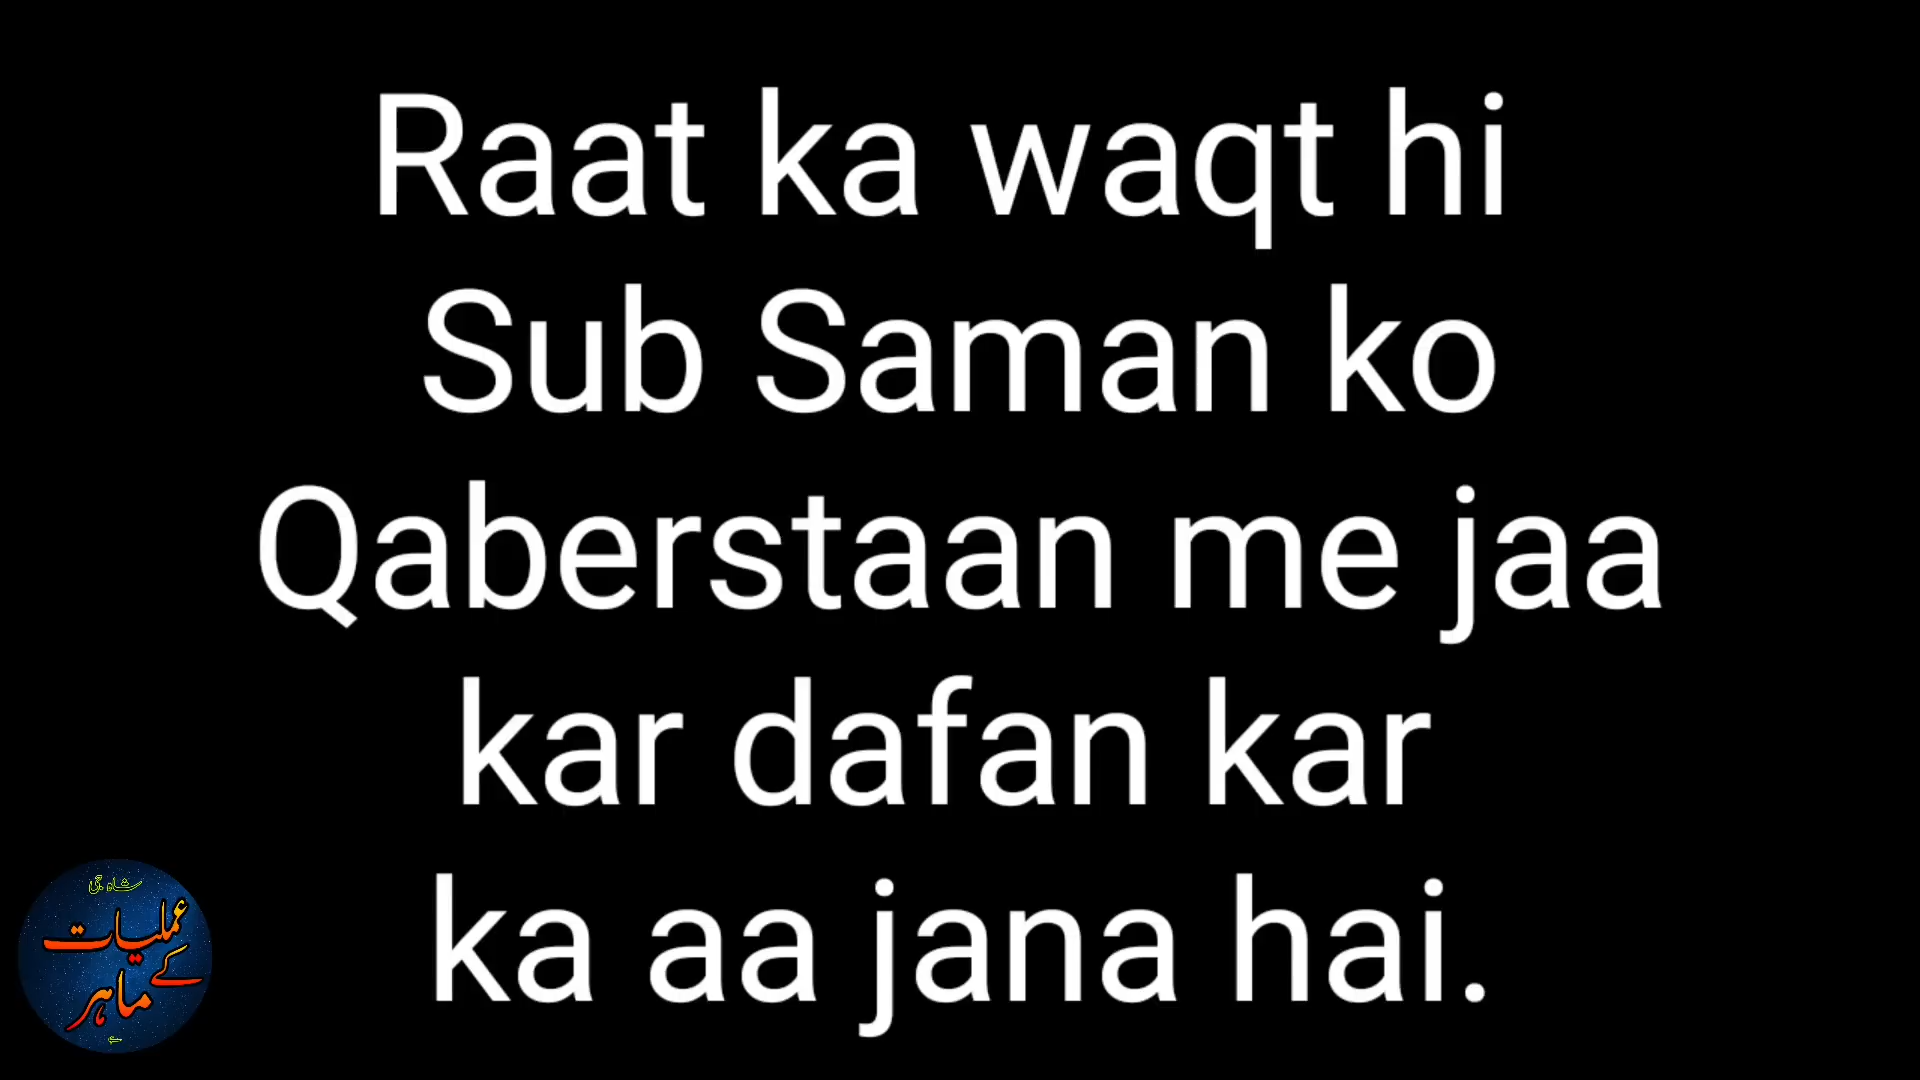 Raat ka waqt hi
Sub Saman ko
Qaberstaan me jaa
kar dafan kar
ka aa jana hai.
شاہ جی
عملیات
کے
ماہر